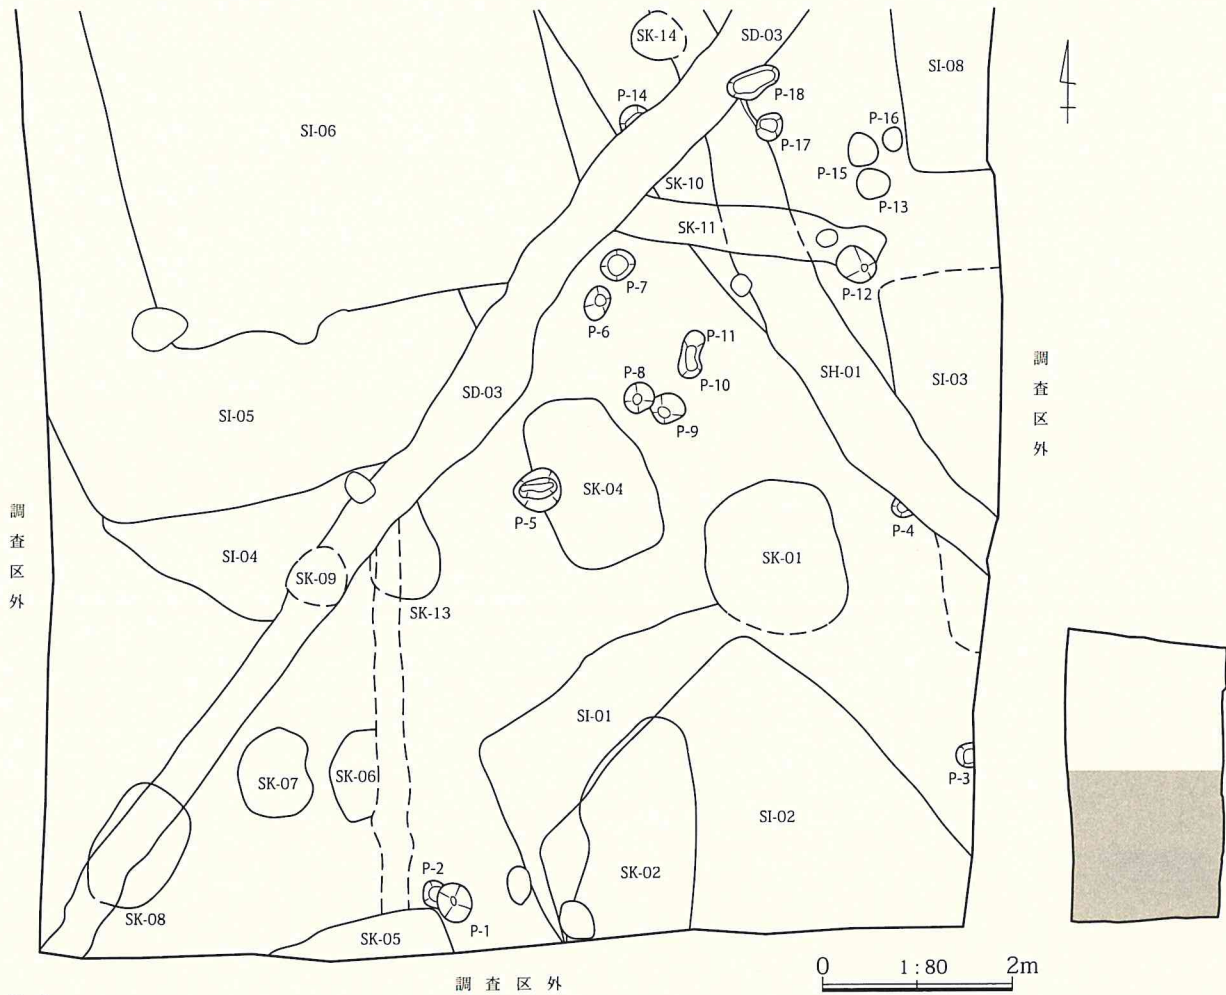 SK-14
SD-03
SI-08
P-18
P-14
SI-06
P-16
P-17
P-15
SK-10
P-13
SK-11
P-7
P-12
P-6
P-11
調査区外
P-8
SH-01
SI-03
P-10
SD-03
SI-05
P-9
SK-04
P-5
P-4
調査区外
SI-04
SK-01
SK-09
SK-13
SI-01
P-3
SK-07
SK-06
SI-02
P-2
SK-02
SK-08
P-1
SK-05
0 1:80 2m
調査区外